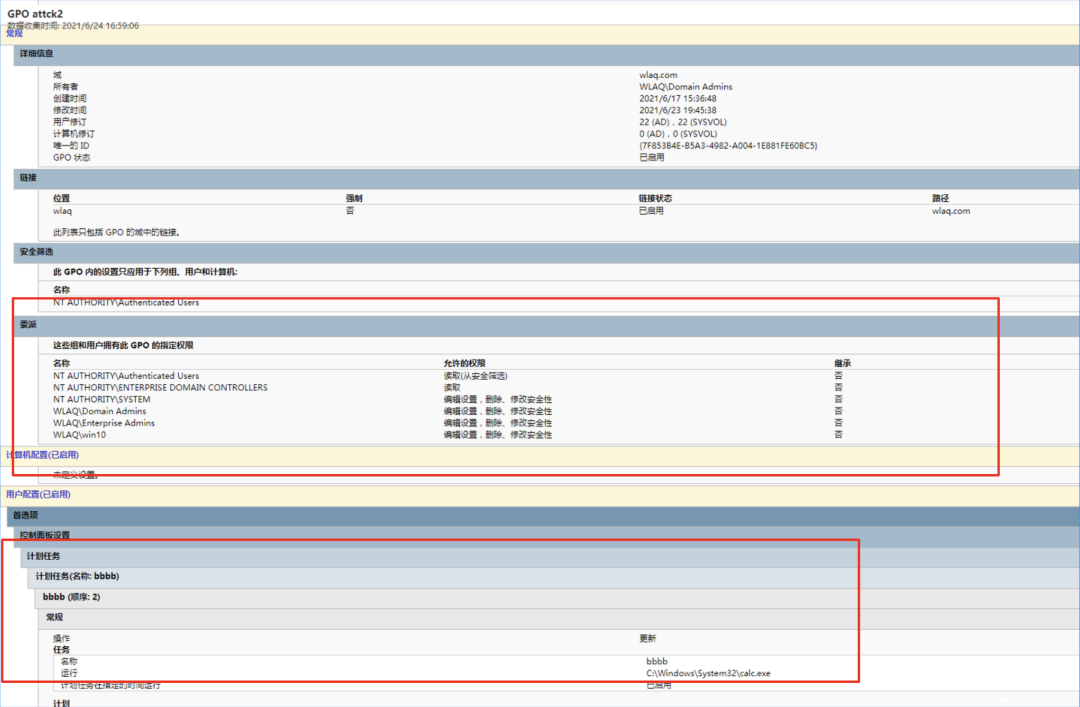 GPO attck2
数据收集时间: 2021/6/24 16:59:06
常规
详细信息
域 wlaq.com
所有者 WLAQ\Domain Admins
创建时间 2021/6/17 15:36:48
修改时间 2021/6/23 19:45:38
用户修订 22 (AD)，22 (SYSVOL)
计算机修订 0 (AD)，0 (SYSVOL)
唯一的 ID {7F853B4E-B5A3-4982-A004-1E881FE60BC5}
GPO 状态 已启用
链接
位置 强制 链接状态 路径
wlaq 否 已启用 wlaq.com
此列表只包括 GPO 的域中的链接。
安全筛选
此 GPO 内的设置只应用于下列组、用户和计算机:
名称
NT AUTHORITY\Authenticated Users
委派
这些组和用户拥有此 GPO 的指定权限
名称 允许的权限 继承
NT AUTHORITY\Authenticated Users 读取(从安全筛选) 否
NT AUTHORITY\ENTERPRISE DOMAIN CONTROLLERS 读取 否
NT AUTHORITY\SYSTEM 编辑设置，删除、修改安全性 否
WLAQ\Domain Admins 编辑设置，删除、修改安全性 否
WLAQ\Enterprise Admins 编辑设置，删除、修改安全性 否
WLAQ\win10 编辑设置，删除、修改安全性 否
计算机配置(已启用)
未定义设置。
用户配置(已启用)
首选项
控制面板设置
计划任务
计划任务(名称: bbbb)
bbbb (顺序: 2)
常规
操作 更新
任务
名称 bbbb
运行 C:\Windows\System32\calc.exe
计划任务在指定的时间运行 已启用
计划